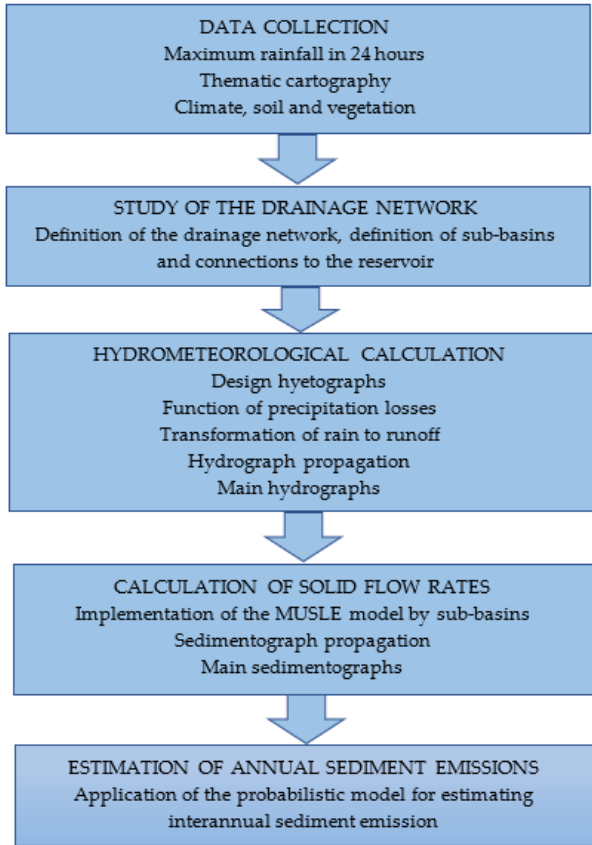 DATA COLLECTION
Maximum rainfall in 24 hours
Thematic cartography
Climate, soil and vegetation
STUDY OF THE DRAINAGE NETWORK
Definition of the drainage network, definition of sub-basins
and connections to the reservoir
HYDROMETEOROLOGICAL CALCULATION
Design hyetographs
Function of precipitation losses
Transformation of rain to runoff
Hydrograph propagation
Main hydrographs
CALCULATION OF SOLID FLOW RATES
Implementation of the MUSLE model by sub-basins
Sedimentograph propagation
Main sedimentographs
ESTIMATION OF ANNUAL SEDIMENT EMISSIONS
Application of the probabilistic model for estimating
interannual sediment emission